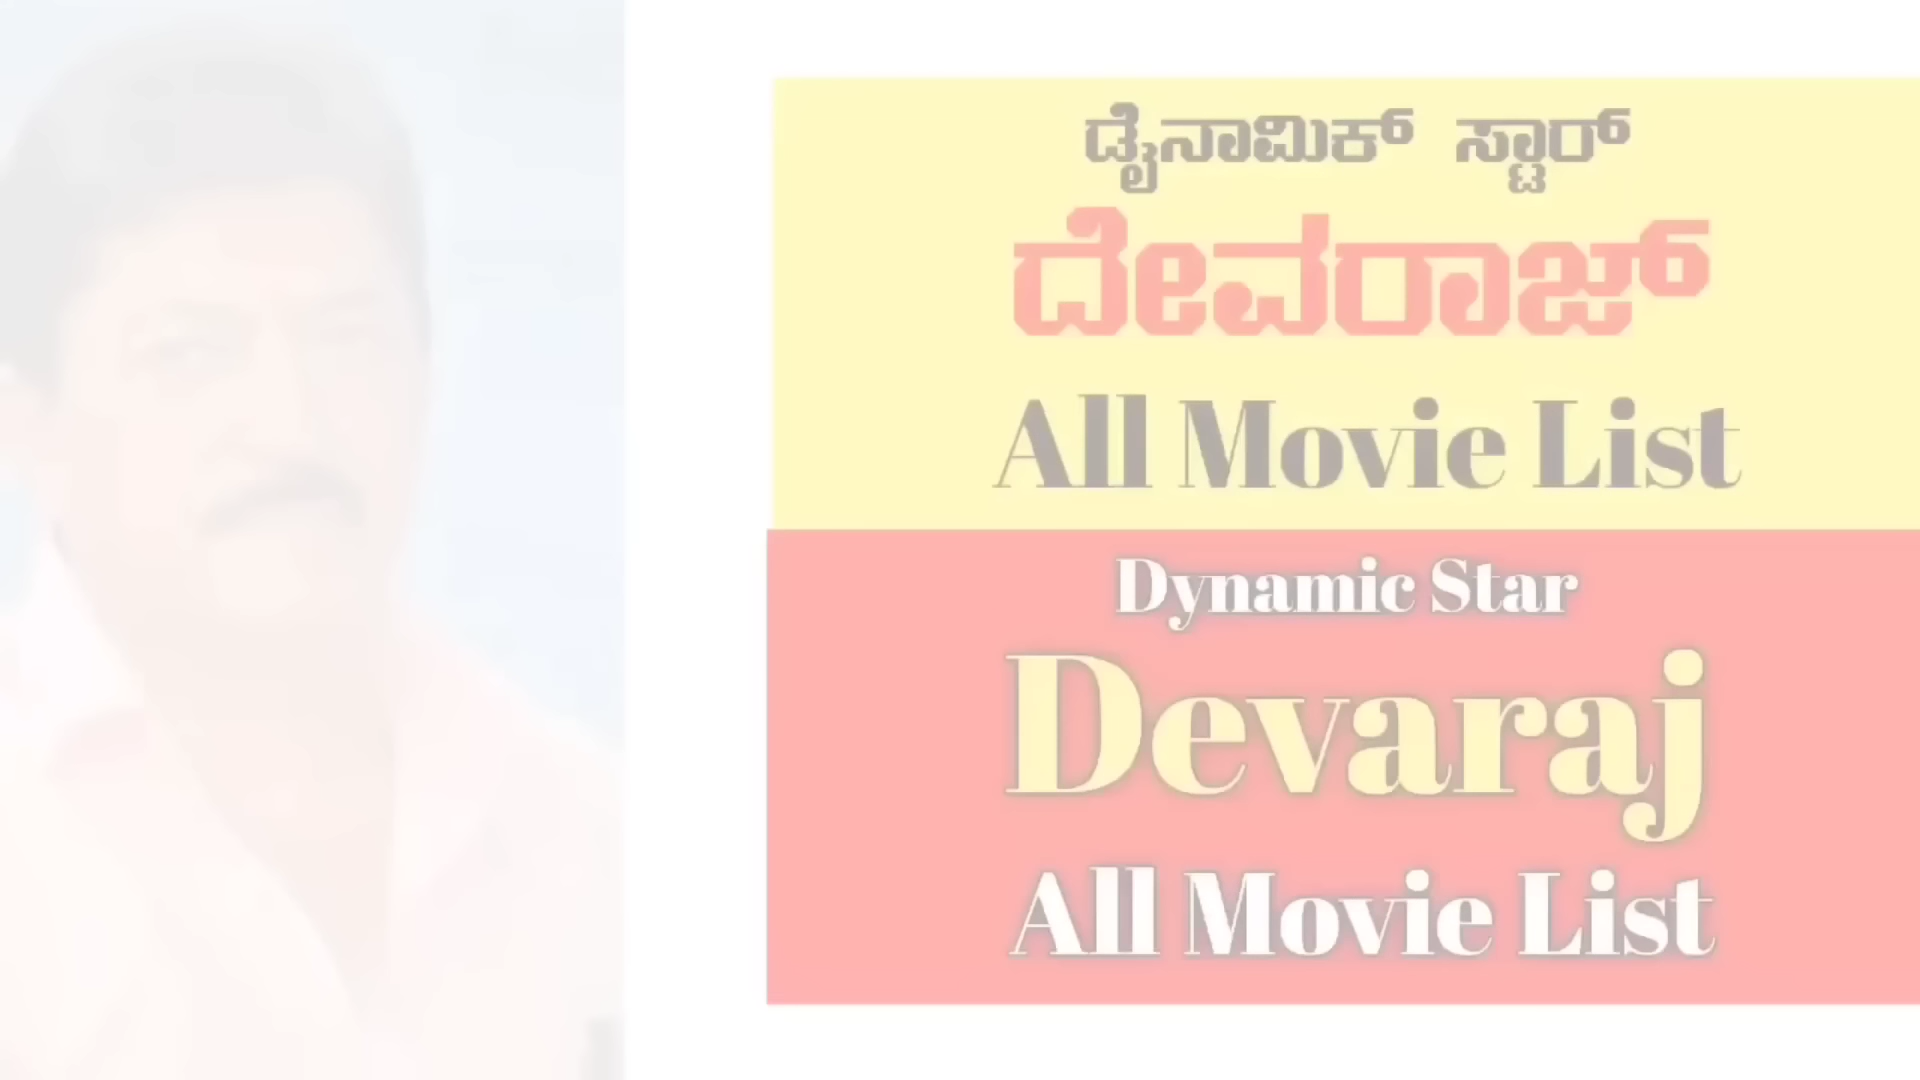 ಡೈನಾಮಿಕ್ ಸ್ಟಾರ್
ದೇವರಾಜ್
All Movie List
Dynamic Star
Devaraj
All Movie List